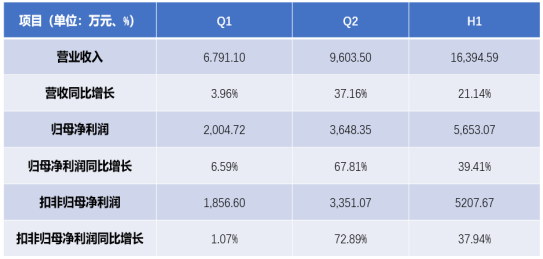 项目（单位：万元、%） Q1 Q2 H1
营业收入 6.791.10 9,603.50 16,394.59
营收同比增长 3.96% 37.16% 21.14%
归母净利润 2,004.72 3,648.35 5,653.07
归母净利润同比增长 6.59% 67.81% 39.41%
扣非归母净利润 1,856.60 3,351.07 5207.67
扣非归母净利润同比增长 1.07% 72.89% 37.94%